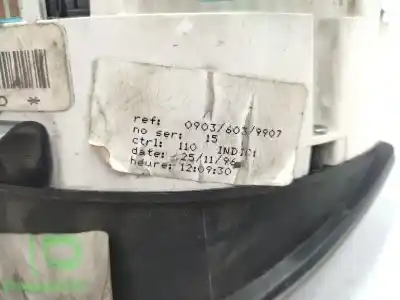 ref: 0903/603/9907
no ser: 15
ctrl: 110 INDIC:
date: 25/11/96
heure: 12:09:30